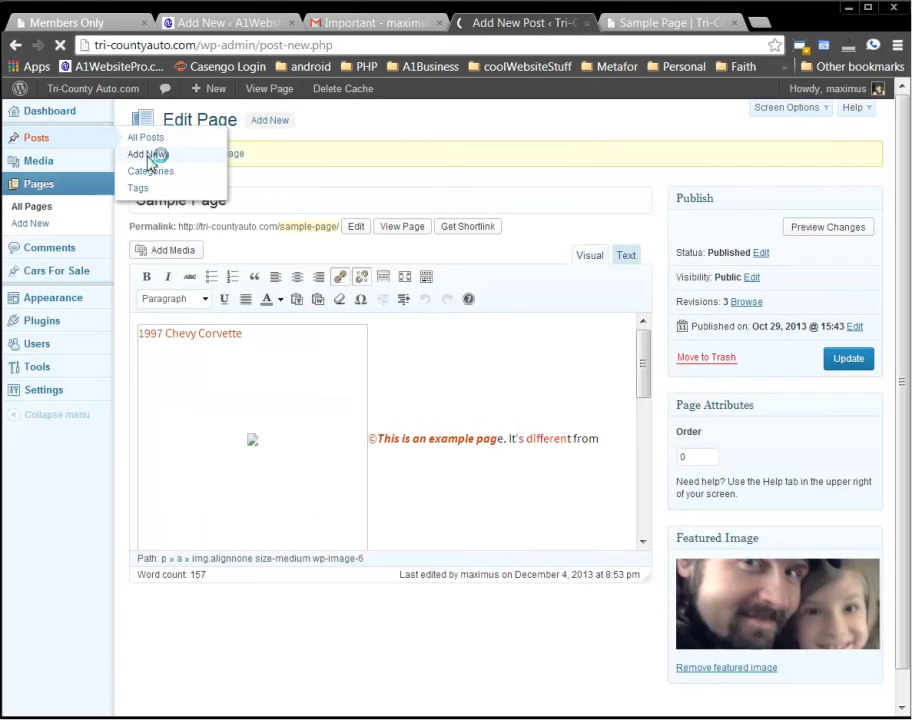 Members Only
Add New ‹ A1Webs
Important - maximu
Add New Post ‹ Tri-C
Sample Page | Tri-Co
tri-countyauto.com/wp-admin/post-new.php
Apps A1WebsitePro.c... Casengo Login android PHP A1Business coolWebsiteStuff Metafor Personal Faith » Other bookmarks
Tri-County Auto.com + New View Page Delete Cache Howdy, maximus
Dashboard
Posts
Media
Pages
All Pages
Add New
Comments
Cars For Sale
Appearance
Plugins
Users
Tools
Settings
Collapse menu
All Posts
Add New
Categories
Tags
Screen Options Help
Edit Page Add New
age
Sample Page
Permalink: http://tri-countyauto.com/sample-page/ Edit View Page Get Shortlink
Add Media
Visual Text
B I ABC
Paragraph U A Ω
1997 Chevy Corvette
©This is an example page. It's different from
Path: p » a » img.alignnone size-medium wp-image-6
Word count: 157 Last edited by maximus on December 4, 2013 at 8:53 pm
Publish
Preview Changes
Status: Published Edit
Visibility: Public Edit
Revisions: 3 Browse
Published on: Oct 29, 2013 @ 15:43 Edit
Move to Trash Update
Page Attributes
Order
0
Need help? Use the Help tab in the upper right
of your screen.
Featured Image
Remove featured image